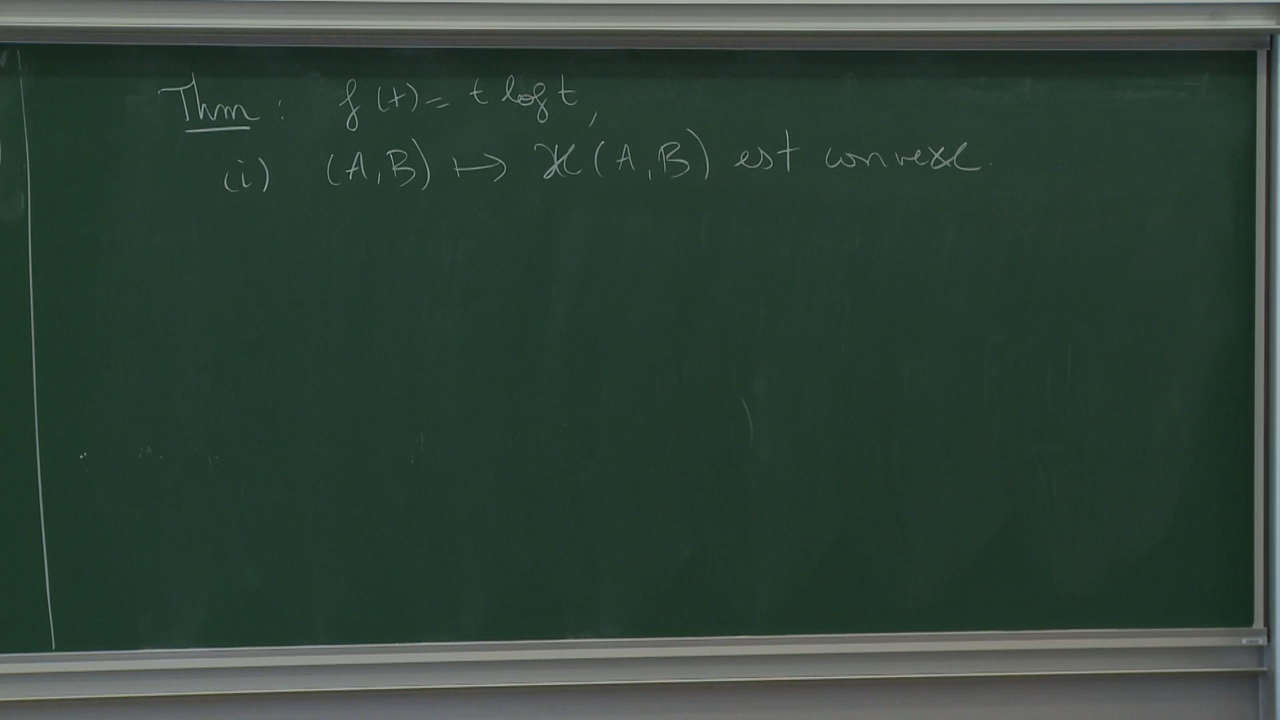 Thm : f(t) = t log t,
(i) (A,B) ↦ ℋ(A,B) est convexe.